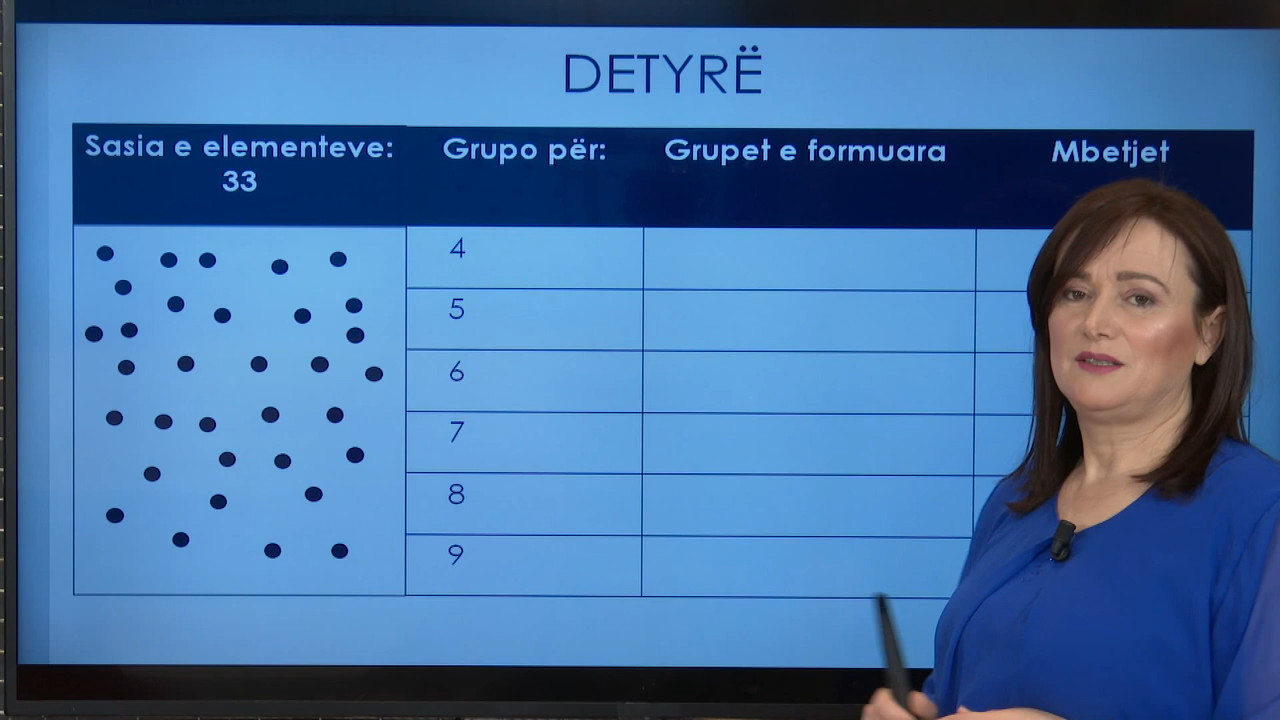 DETYRË
Sasia e elementeve:
33
Grupo për:
Grupet e formuara
Mbetjet
4
5
6
7
8
9